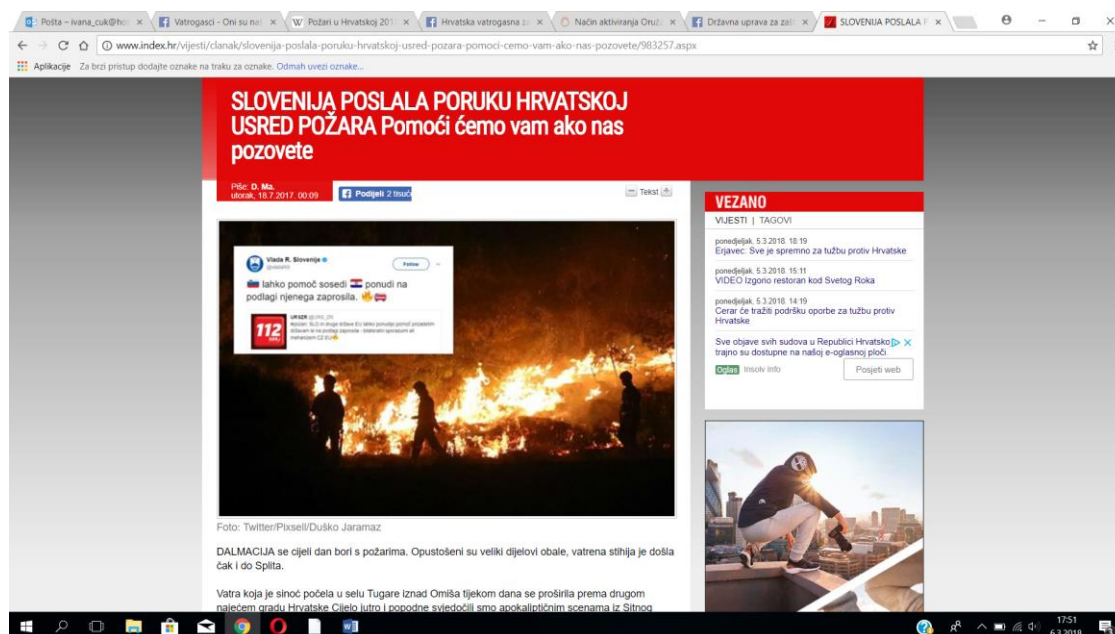 Pošta – ivana_cuk@hot
Vatrogasci - Oni su naš
Požari u Hrvatskoj 2017
Hrvatska vatrogasna za
Način aktiviranja Oruža
Državna uprava za zašt
SLOVENIJA POSLALA P
www.index.hr/vijesti/clanak/slovenija-poslala-poruku-hrvatskoj-usred-pozara-pomoci-cemo-vam-ako-nas-pozovete/983257.aspx
Aplikacije Za brzi pristup dodajte oznake na traku za oznake. Odmah uvezi oznake...
SLOVENIJA POSLALA PORUKU HRVATSKOJ
USRED POŽARA Pomoći ćemo vam ako nas
pozovete
Piše: D. Ma.
utorak, 18.7.2017. 00:09
Podijeli 2 tisuć
Tekst
Vlada R. Slovenije
Follow
lahko pomoč sosedi ponudi na
podlagi njenega zaprosila.
URSZR
112
Foto: Twitter/Pixsell/Duško Jaramaz
DALMACIJA se cijeli dan bori s požarima. Opustošeni su veliki dijelovi obale, vatrena stihija je došla
čak i do Splita.
Vatra koja je sinoć počela u selu Tugare iznad Omiša tijekom dana se proširila prema drugom
najećem gradu Hrvatske Cijelo jutro i popodne svjedočili smo apokaliptičnim scenama iz Sitnog
VEZANO
VIJESTI | TAGOVI
ponedjeljak, 5.3.2018. 18:19
Erjavec: Sve je spremno za tužbu protiv Hrvatske
ponedjeljak, 5.3.2018. 15:11
VIDEO Izgorio restoran kod Svetog Roka
ponedjeljak, 5.3.2018. 14:19
Cerar će tražiti podršku oporbe za tužbu protiv
Hrvatske
Sve objave svih sudova u Republici Hrvatsko
trajno su dostupne na našoj e-oglasnoj ploči.
Oglas Insolv Info
Posjeti web
17:51
6.3.2018.